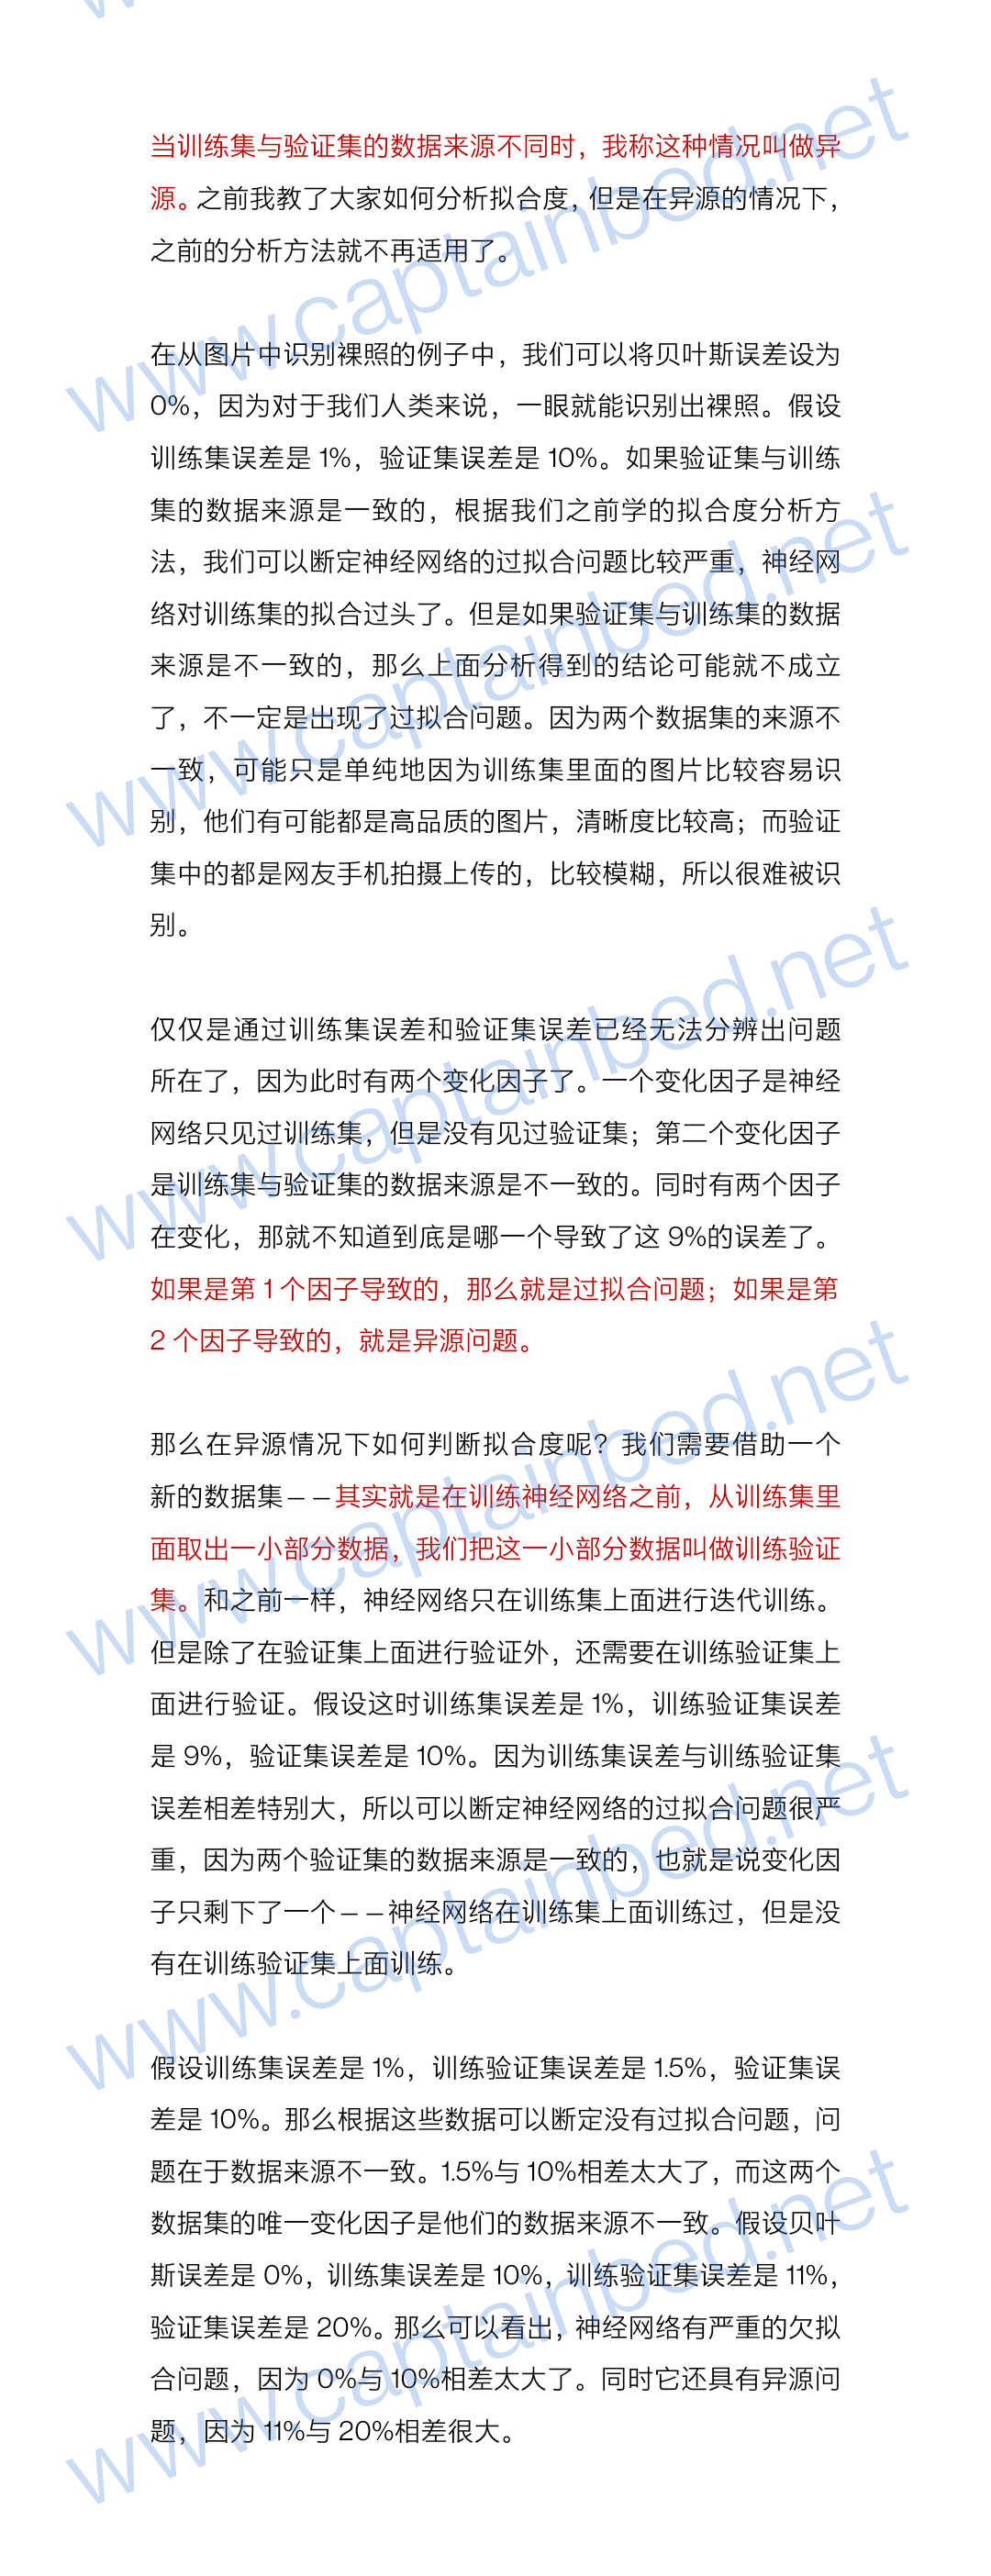 当训练集与验证集的数据来源不同时，我称这种情况叫做异
源。之前我教了大家如何分析拟合度，但是在异源的情况下，
之前的分析方法就不再适用了。
在从图片中识别裸照的例子中，我们可以将贝叶斯误差设为
0%，因为对于我们人类来说，一眼就能识别出裸照。假设
训练集误差是 1%，验证集误差是 10%。如果验证集与训练
集的数据来源是一致的，根据我们之前学的拟合度分析方
法，我们可以断定神经网络的过拟合问题比较严重，神经网
络对训练集的拟合过头了。但是如果验证集与训练集的数据
来源是不一致的，那么上面分析得到的结论可能就不成立
了，不一定是出现了过拟合问题。因为两个数据集的来源不
一致，可能只是单纯地因为训练集里面的图片比较容易识
别，他们有可能都是高品质的图片，清晰度比较高；而验证
集中的都是网友手机拍摄上传的，比较模糊，所以很难被识
别。
仅仅是通过训练集误差和验证集误差已经无法分辨出问题
所在了，因为此时有两个变化因子了。一个变化因子是神经
网络只见过训练集，但是没有见过验证集；第二个变化因子
是训练集与验证集的数据来源是不一致的。同时有两个因子
在变化，那就不知道到底是哪一个导致了这 9%的误差了。
如果是第 1 个因子导致的，那么就是过拟合问题；如果是第
2 个因子导致的，就是异源问题。
那么在异源情况下如何判断拟合度呢？我们需要借助一个
新的数据集——其实就是在训练神经网络之前，从训练集里
面取出一小部分数据，我们把这一小部分数据叫做训练验证
集。和之前一样，神经网络只在训练集上面进行迭代训练。
但是除了在验证集上面进行验证外，还需要在训练验证集上
面进行验证。假设这时训练集误差是 1%，训练验证集误差
是 9%，验证集误差是 10%。因为训练集误差与训练验证集
误差相差特别大，所以可以断定神经网络的过拟合问题很严
重，因为两个验证集的数据来源是一致的，也就是说变化因
子只剩下了一个——神经网络在训练集上面训练过，但是没
有在训练验证集上面训练。
假设训练集误差是 1%，训练验证集误差是 1.5%，验证集误
差是 10%。那么根据这些数据可以断定没有过拟合问题，问
题在于数据来源不一致。1.5%与 10%相差太大了，而这两个
数据集的唯一变化因子是他们的数据来源不一致。假设贝叶
斯误差是 0%，训练集误差是 10%，训练验证集误差是 11%，
验证集误差是 20%。那么可以看出，神经网络有严重的欠拟
合问题，因为 0%与 10%相差太大了。同时它还具有异源问
题，因为 11%与 20%相差很大。
www.captainbed.net
www.captainbed.net
www.captainbed.net
www.captainbed.net
www.captainbed.net
www.captainbed.net